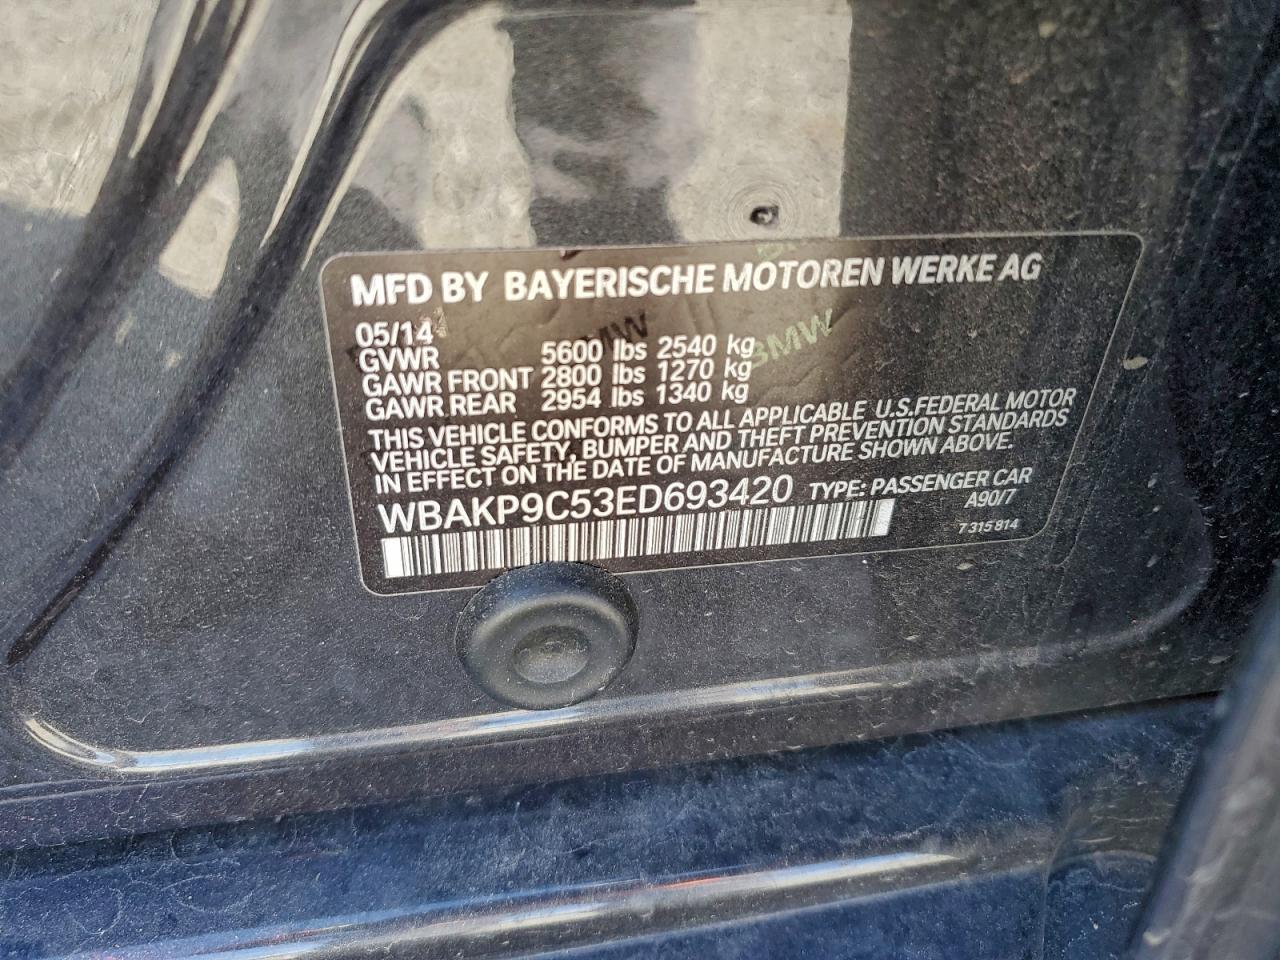 MFD BY BAYERISCHE MOTOREN WERKE AG
05/14
GVWR 5600 lbs 2540 kg
GAWR FRONT 2800 lbs 1270 kg
GAWR REAR 2954 lbs 1340 kg
THIS VEHICLE CONFORMS TO ALL APPLICABLE U.S.FEDERAL MOTOR
VEHICLE SAFETY, BUMPER AND THEFT PREVENTION STANDARDS
IN EFFECT ON THE DATE OF MANUFACTURE SHOWN ABOVE.
WBAKP9C53ED693420 TYPE: PASSENGER CAR
A90/7
7 315 814
BMW